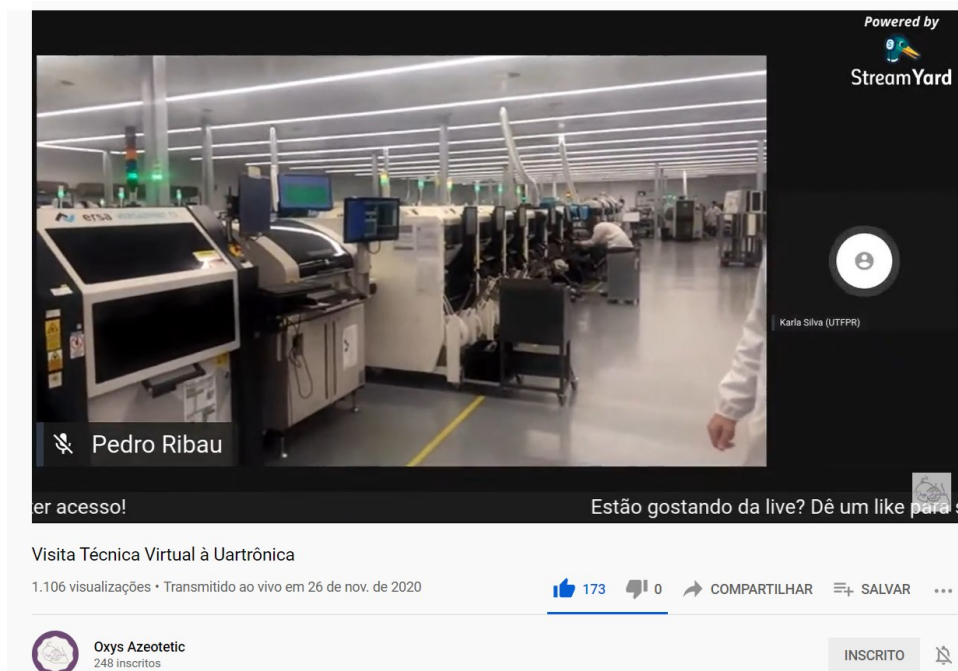 Powered by
StreamYard
ersa
Karla Silva (UTFPR)
Pedro Ribau
ter acesso!
Estão gostando da live? Dê um like para s
Visita Técnica Virtual à Uartrônica
1.106 visualizações • Transmitido ao vivo em 26 de nov. de 2020
173
0
COMPARTILHAR
SALVAR
Oxys Azeotetic
248 inscritos
INSCRITO